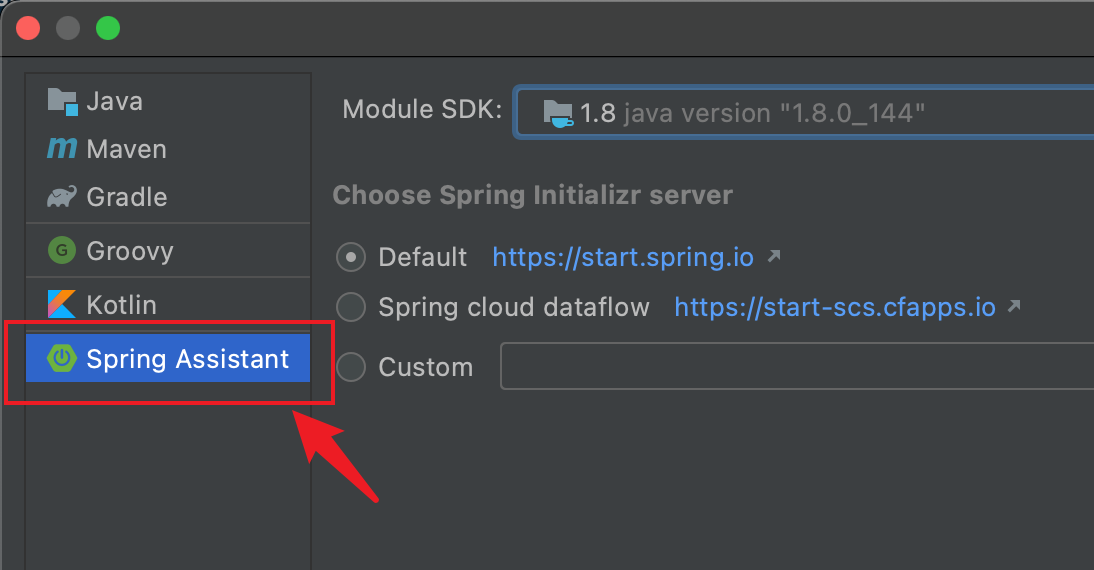 Java
Maven
Gradle
G Groovy
Kotlin
Spring Assistant
Module SDK: 1.8 java version "1.8.0_144"
Choose Spring Initializr server
Default https://start.spring.io
Spring cloud dataflow https://start-scs.cfapps.io
Custom